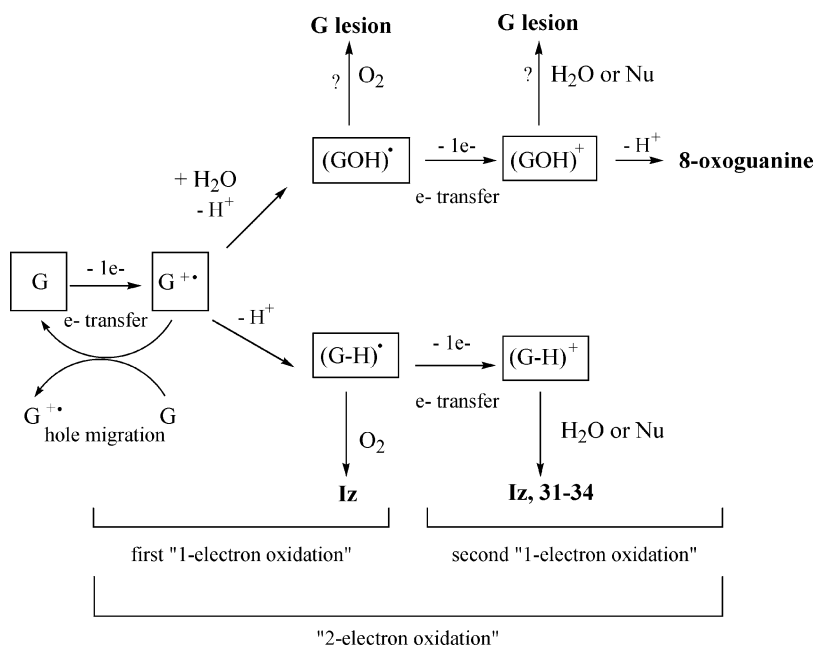 G lesion
G lesion
? O₂
? H₂O or Nu
(GOH)•
- 1e-
e- transfer
(GOH)⁺
- H⁺
8-oxoguanine
+ H₂O
- H⁺
G
- 1e-
e- transfer
G⁺•
- H⁺
(G-H)•
- 1e-
e- transfer
(G-H)⁺
G⁺•
G
hole migration
O₂
H₂O or Nu
Iz
Iz, 31-34
first "1-electron oxidation"
second "1-electron oxidation"
"2-electron oxidation"